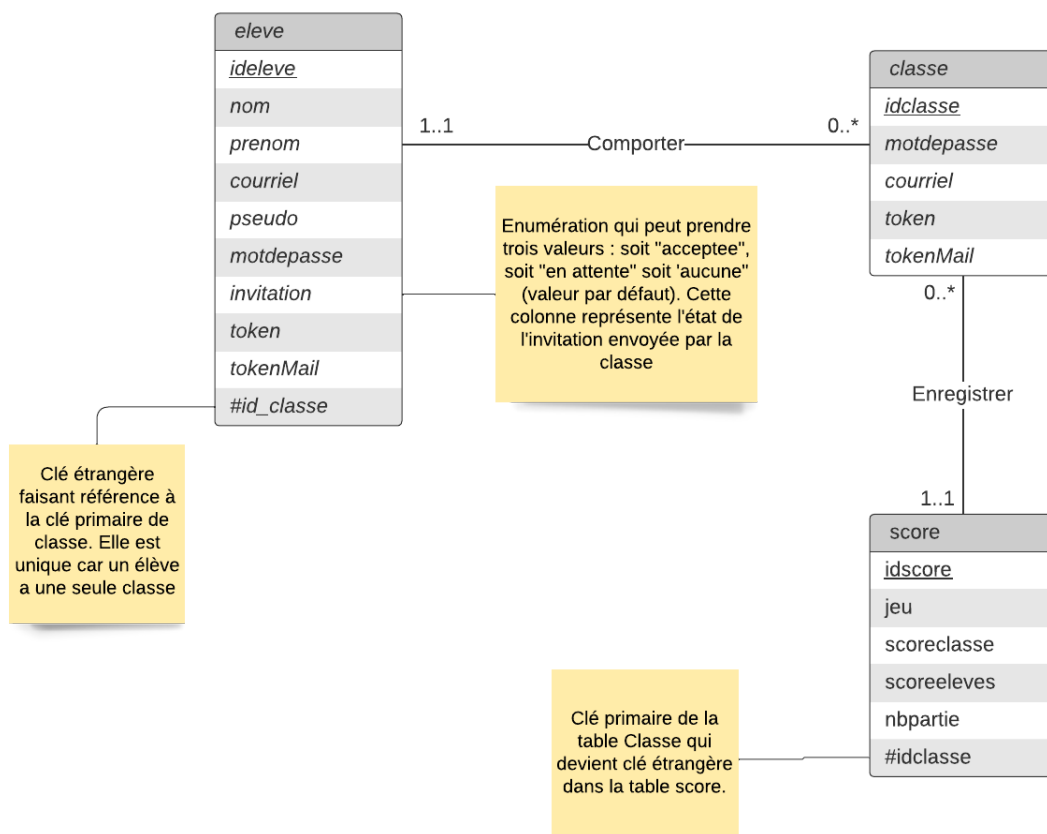 eleve
ideleve
nom
prenom
courriel
pseudo
motdepasse
invitation
token
tokenMail
#id_classe
1..1
Comporter
0..*
classe
idclasse
motdepasse
courriel
token
tokenMail
Enumération qui peut prendre
trois valeurs : soit "acceptee",
soit "en attente" soit 'aucune"
(valeur par défaut). Cette
colonne représente l'état de
l'invitation envoyée par la
classe
0..*
Enregistrer
1..1
Clé étrangère
faisant référence à
la clé primaire de
classe. Elle est
unique car un élève
a une seule classe
score
idscore
jeu
scoreclasse
scoreeleves
nbpartie
#idclasse
Clé primaire de la
table Classe qui
devient clé étrangère
dans la table score.